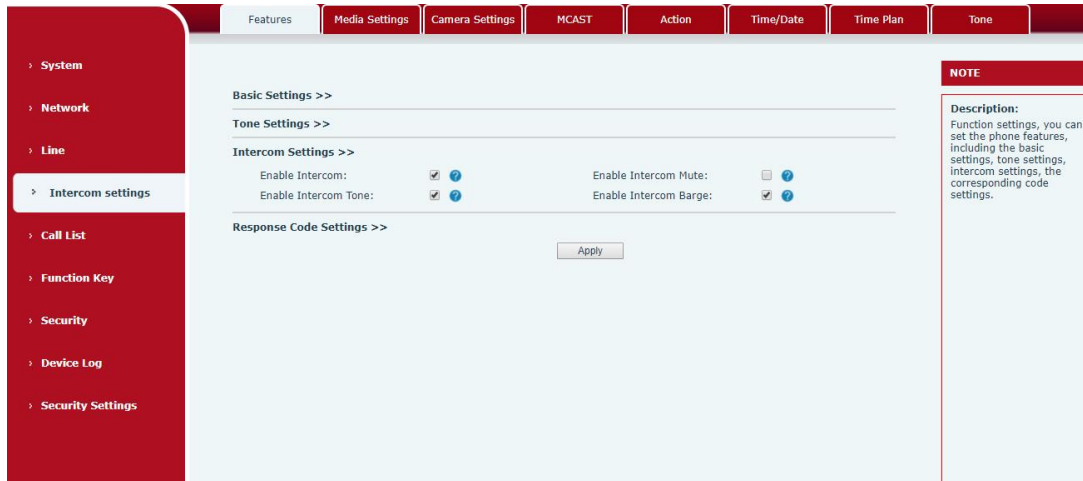 Features
Media Settings
Camera Settings
MCAST
Action
Time/Date
Time Plan
Tone
› System
› Network
› Line
› Intercom settings
› Call List
› Function Key
› Security
› Device Log
› Security Settings
Basic Settings >>
Tone Settings >>
Intercom Settings >>
Enable Intercom:
Enable Intercom Mute:
Enable Intercom Tone:
Enable Intercom Barge:
Response Code Settings >>
Apply
NOTE
Description:
Function settings, you can
set the phone features,
including the basic
settings, tone settings,
intercom settings, the
corresponding code
settings.